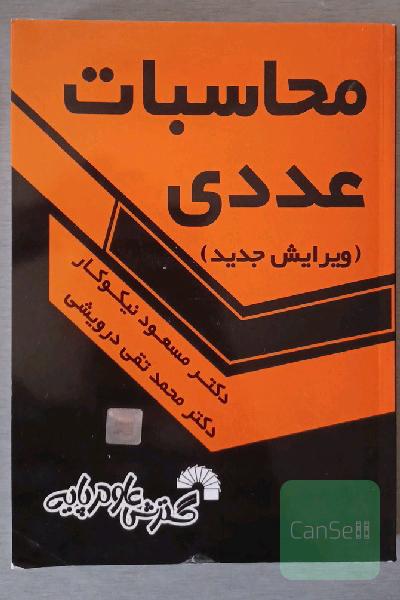 محاسبات
عددی
(ویرایش جدید)
دکتر مسعود نیکوکار
دکتر محمد تقی درویشی
گسترش علوم پایه
CanSell